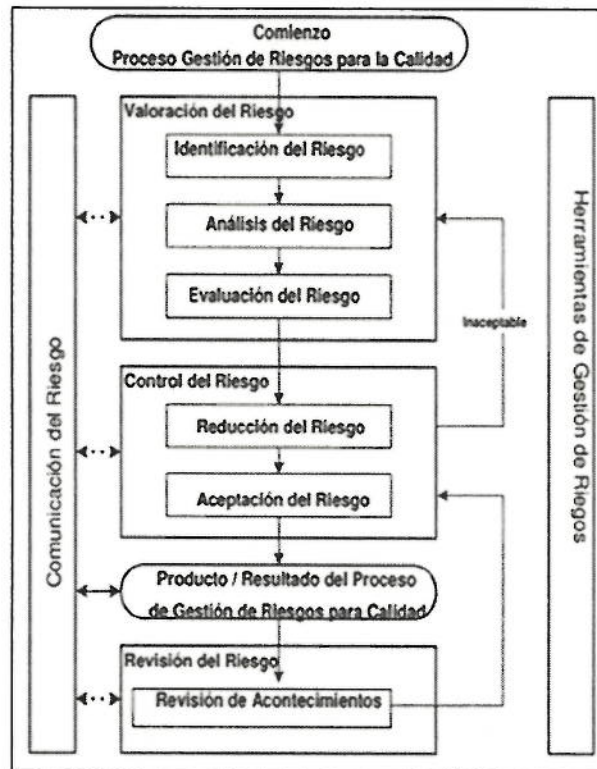 Comienzo
Proceso Gestión de Riesgos para la Calidad
Valoración del Riesgo
Identificación del Riesgo
Análisis del Riesgo
Evaluación del Riesgo
Inaceptable
Control del Riesgo
Reducción del Riesgo
Aceptación del Riesgo
Producto / Resultado del Proceso
de Gestión de Riesgos para Calidad
Revisión del Riesgo
Revisión de Acontecimientos
Comunicación del Riesgo
Herramientas de Gestión de Riegos